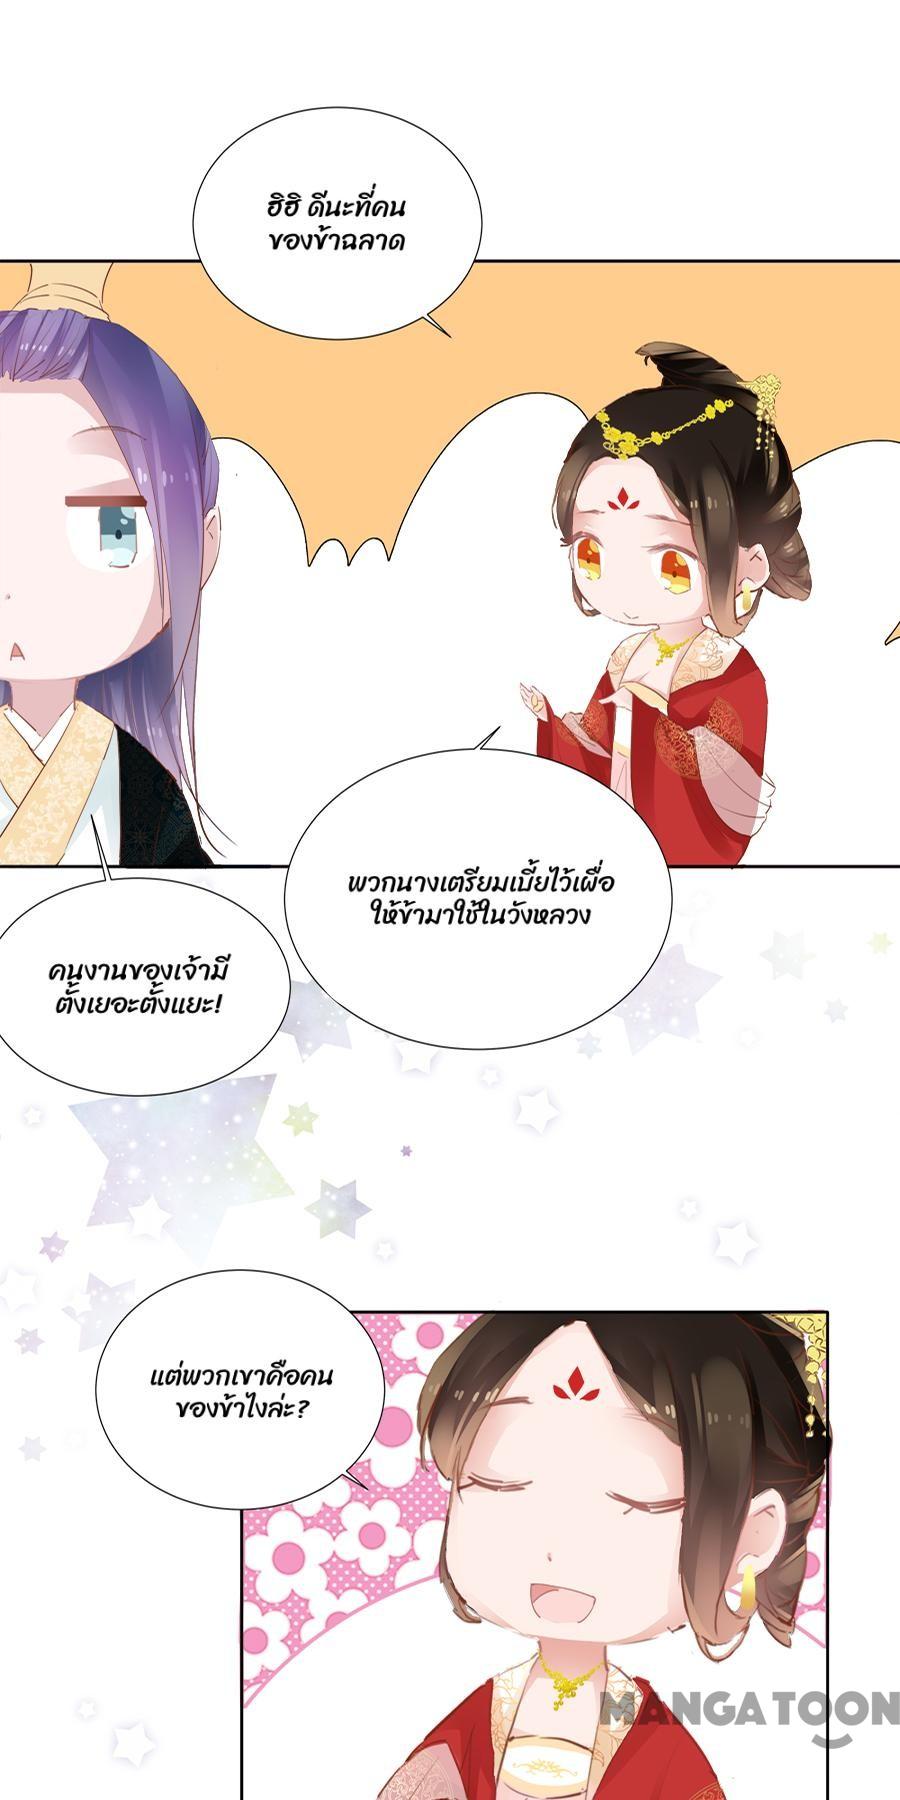 ฮิฮิ ดีนะที่คน
ของข้าฉลาด
พวกนางเตรียมเบี้ยไว้เผื่อ
ให้ข้ามาใช้ในวังหลวง
คนงานของเจ้ามี
ตั้งเยอะตั้งแยะ!
แต่พวกเขาคือคน
ของข้าไงล่ะ?
MANGATOON